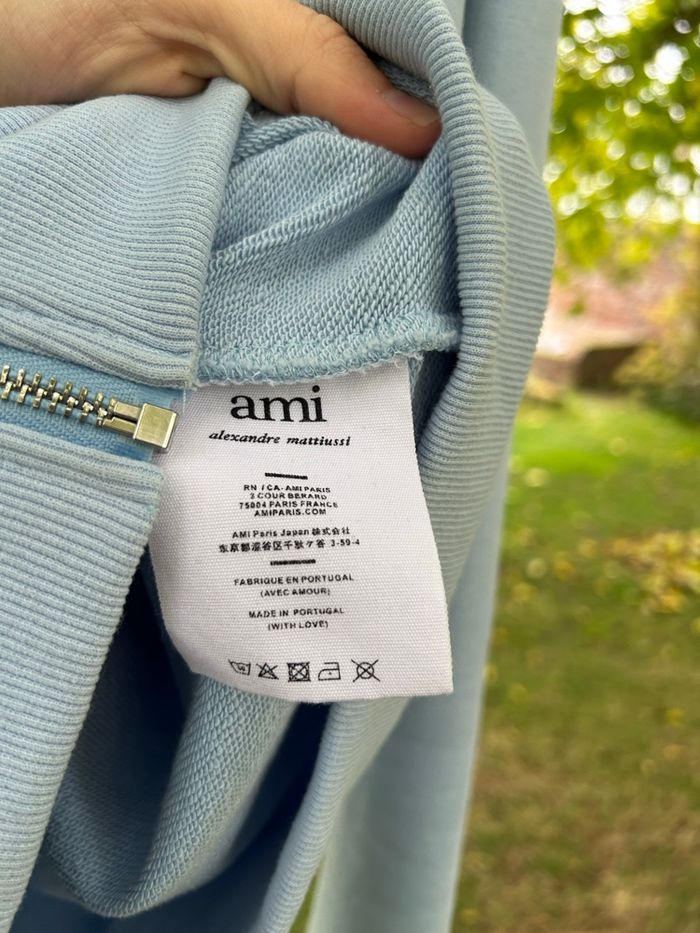 ami
alexandre mattiussi
RN / CA-AMI PARIS
3 COUR BERARD
75004 PARIS FRANCE
AMIPARIS.COM
AMI Paris Japan 株式会社
東京都渋谷区千駄ヶ谷 3-59-4
FABRIQUE EN PORTUGAL
(AVEC AMOUR)
MADE IN PORTUGAL
(WITH LOVE)